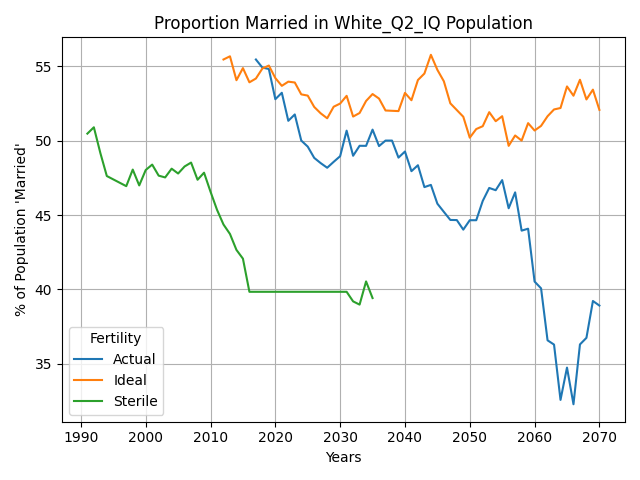 Proportion Married in White_Q2_IQ Population
% of Population 'Married'
55
50
45
40
35
Fertility
Actual
Ideal
Sterile
1990 2000 2010 2020 2030 2040 2050 2060 2070
Years